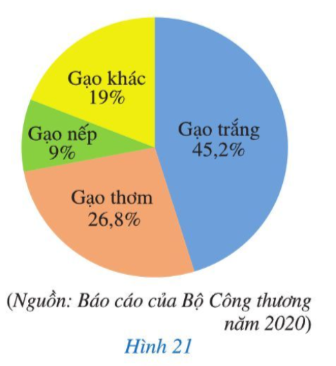 Gạo khác
19%
Gạo trắng
45,2%
Gạo nếp
9%
Gạo thơm
26,8%
(Nguồn: Báo cáo của Bộ Công thương
năm 2020)
Hình 21